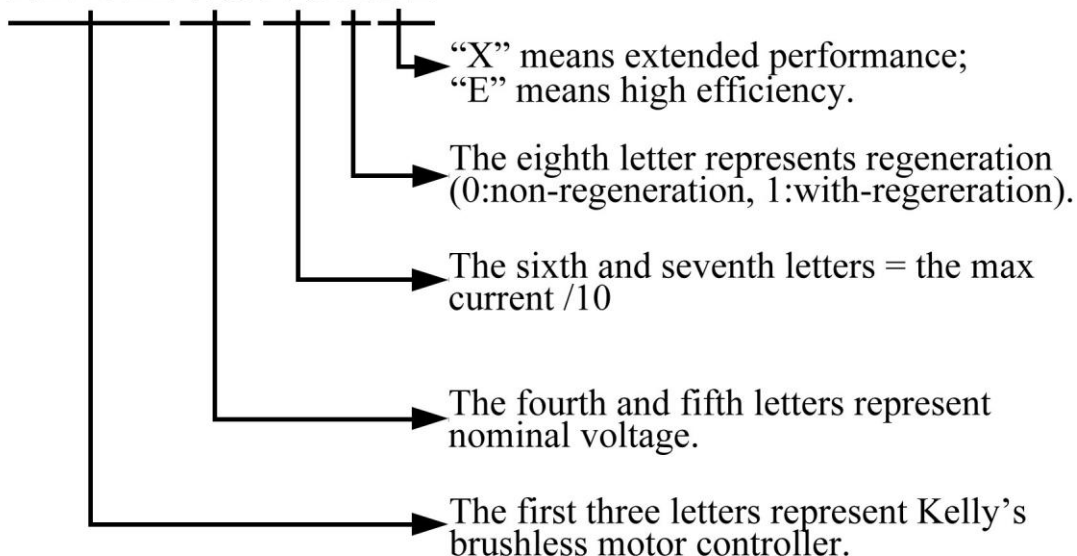 “X” means extended performance;
“E” means high efficiency.
The eighth letter represents regeneration
(0:non-regeneration, 1:with-regereration).
The sixth and seventh letters = the max
current /10
The fourth and fifth letters represent
nominal voltage.
The first three letters represent Kelly’s
brushless motor controller.